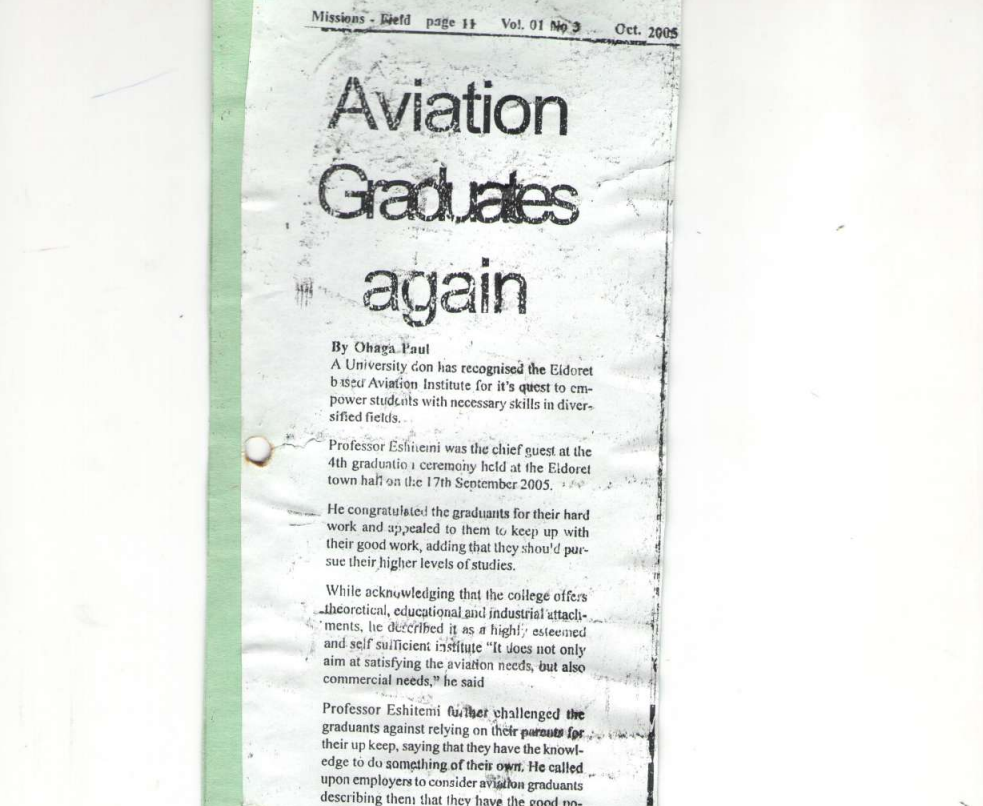 Missions - Field page 11 Vol. 01 No 3 Oct. 2005
Aviation
Graduates
again
By Ohaga Paul
A University don has recognised the Eldoret
based Aviation Institute for it's quest to em-
power students with necessary skills in diver-
sified fields.
Professor Eshitemi was the chief guest at the
4th graduation ceremony held at the Eldoret
town hall on the 17th September 2005.
He congratulated the graduants for their hard
work and appealed to them to keep up with
their good work, adding that they shou'd pur-
sue their higher levels of studies.
While acknowledging that the college offers
theoretical, educational and industrial attach-
ments, he described it as a highly esteemed
and self sufficient institute "It does not only
aim at satisfying the aviation needs, but also
commercial needs," he said
Professor Eshitemi further challenged the
graduants against relying on their parents for
their up keep, saying that they have the knowl-
edge to do something of their own. He called
upon employers to consider aviation graduants
describing them that they have the good po-